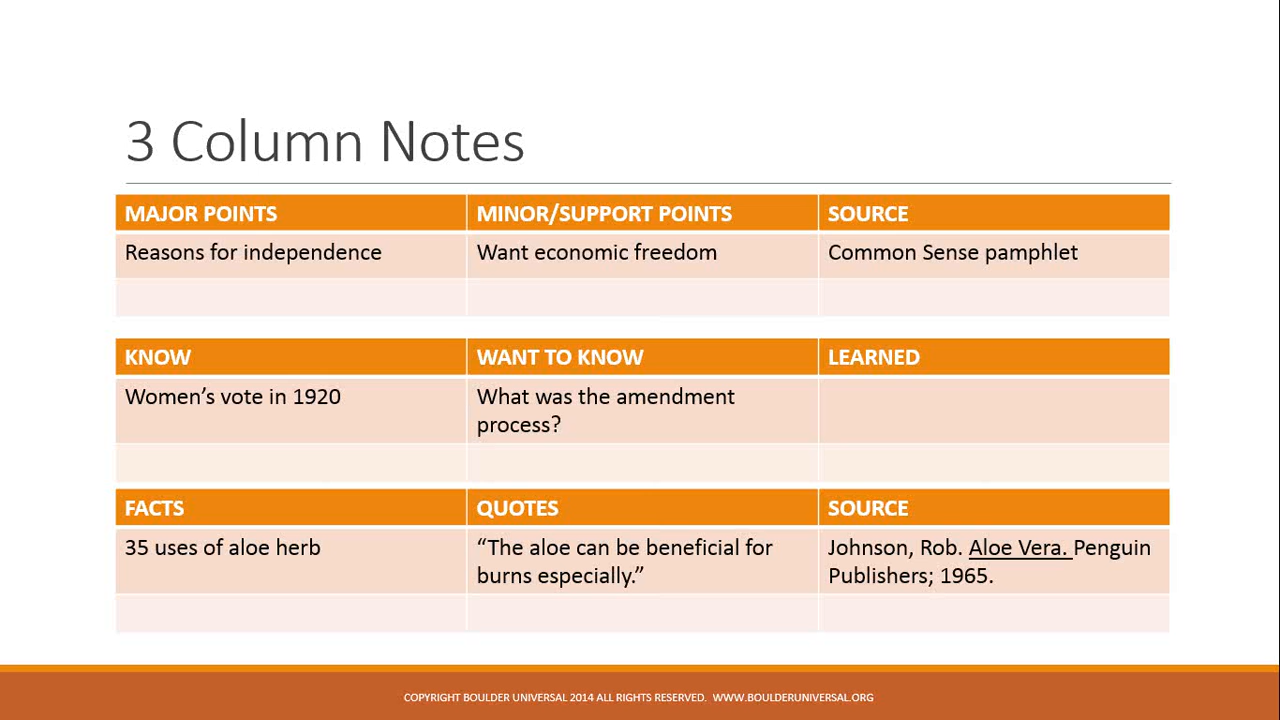 3 Column Notes
MAJOR POINTS MINOR/SUPPORT POINTS SOURCE
Reasons for independence Want economic freedom Common Sense pamphlet
KNOW WANT TO KNOW LEARNED
Women’s vote in 1920 What was the amendment
process?
FACTS QUOTES SOURCE
35 uses of aloe herb “The aloe can be beneficial for Johnson, Rob. Aloe Vera. Penguin
burns especially.” Publishers; 1965.
COPYRIGHT BOULDER UNIVERSAL 2014 ALL RIGHTS RESERVED. WWW.BOULDERUNIVERSAL.ORG